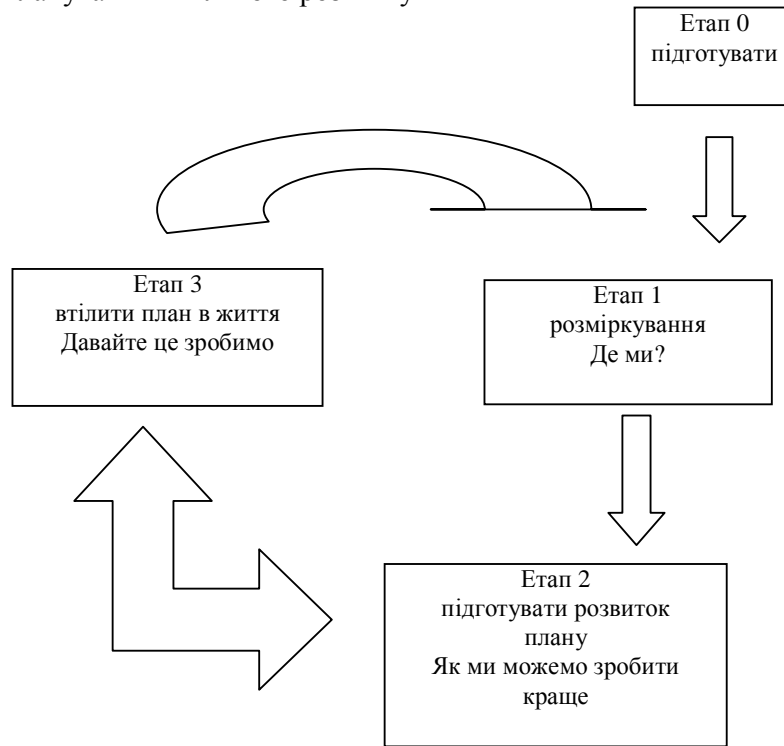 Етап 0
підготувати
Етап 3
втілити план в життя
Давайте це зробимо
Етап 1
розміркування
Де ми?
Етап 2
підготувати розвиток
плану
Як ми можемо зробити
краще